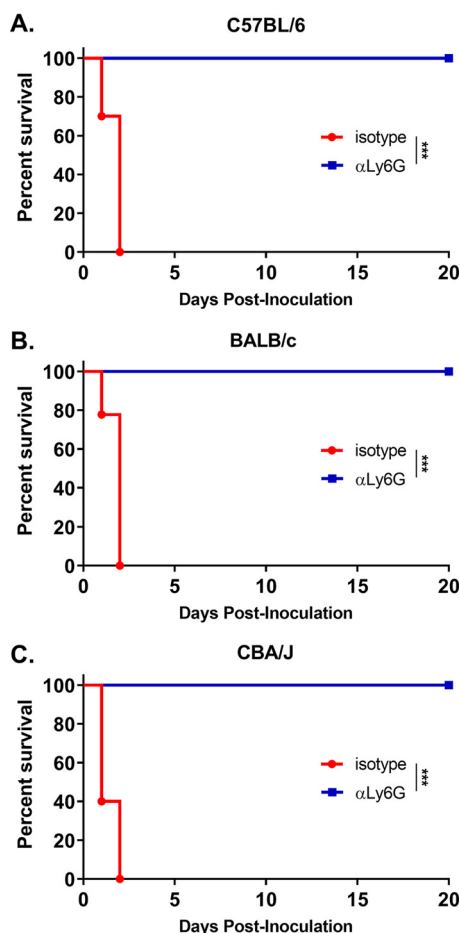 A.
C57BL/6
Percent survival
100
80
60
40
20
0
isotype
αLy6G
***
0 5 10 15 20
Days Post-Inoculation
B.
BALB/c
Percent survival
100
80
60
40
20
0
isotype
αLy6G
***
0 5 10 15 20
Days Post-Inoculation
C.
CBA/J
Percent survival
100
80
60
40
20
0
isotype
αLy6G
***
0 5 10 15 20
Days Post-Inoculation